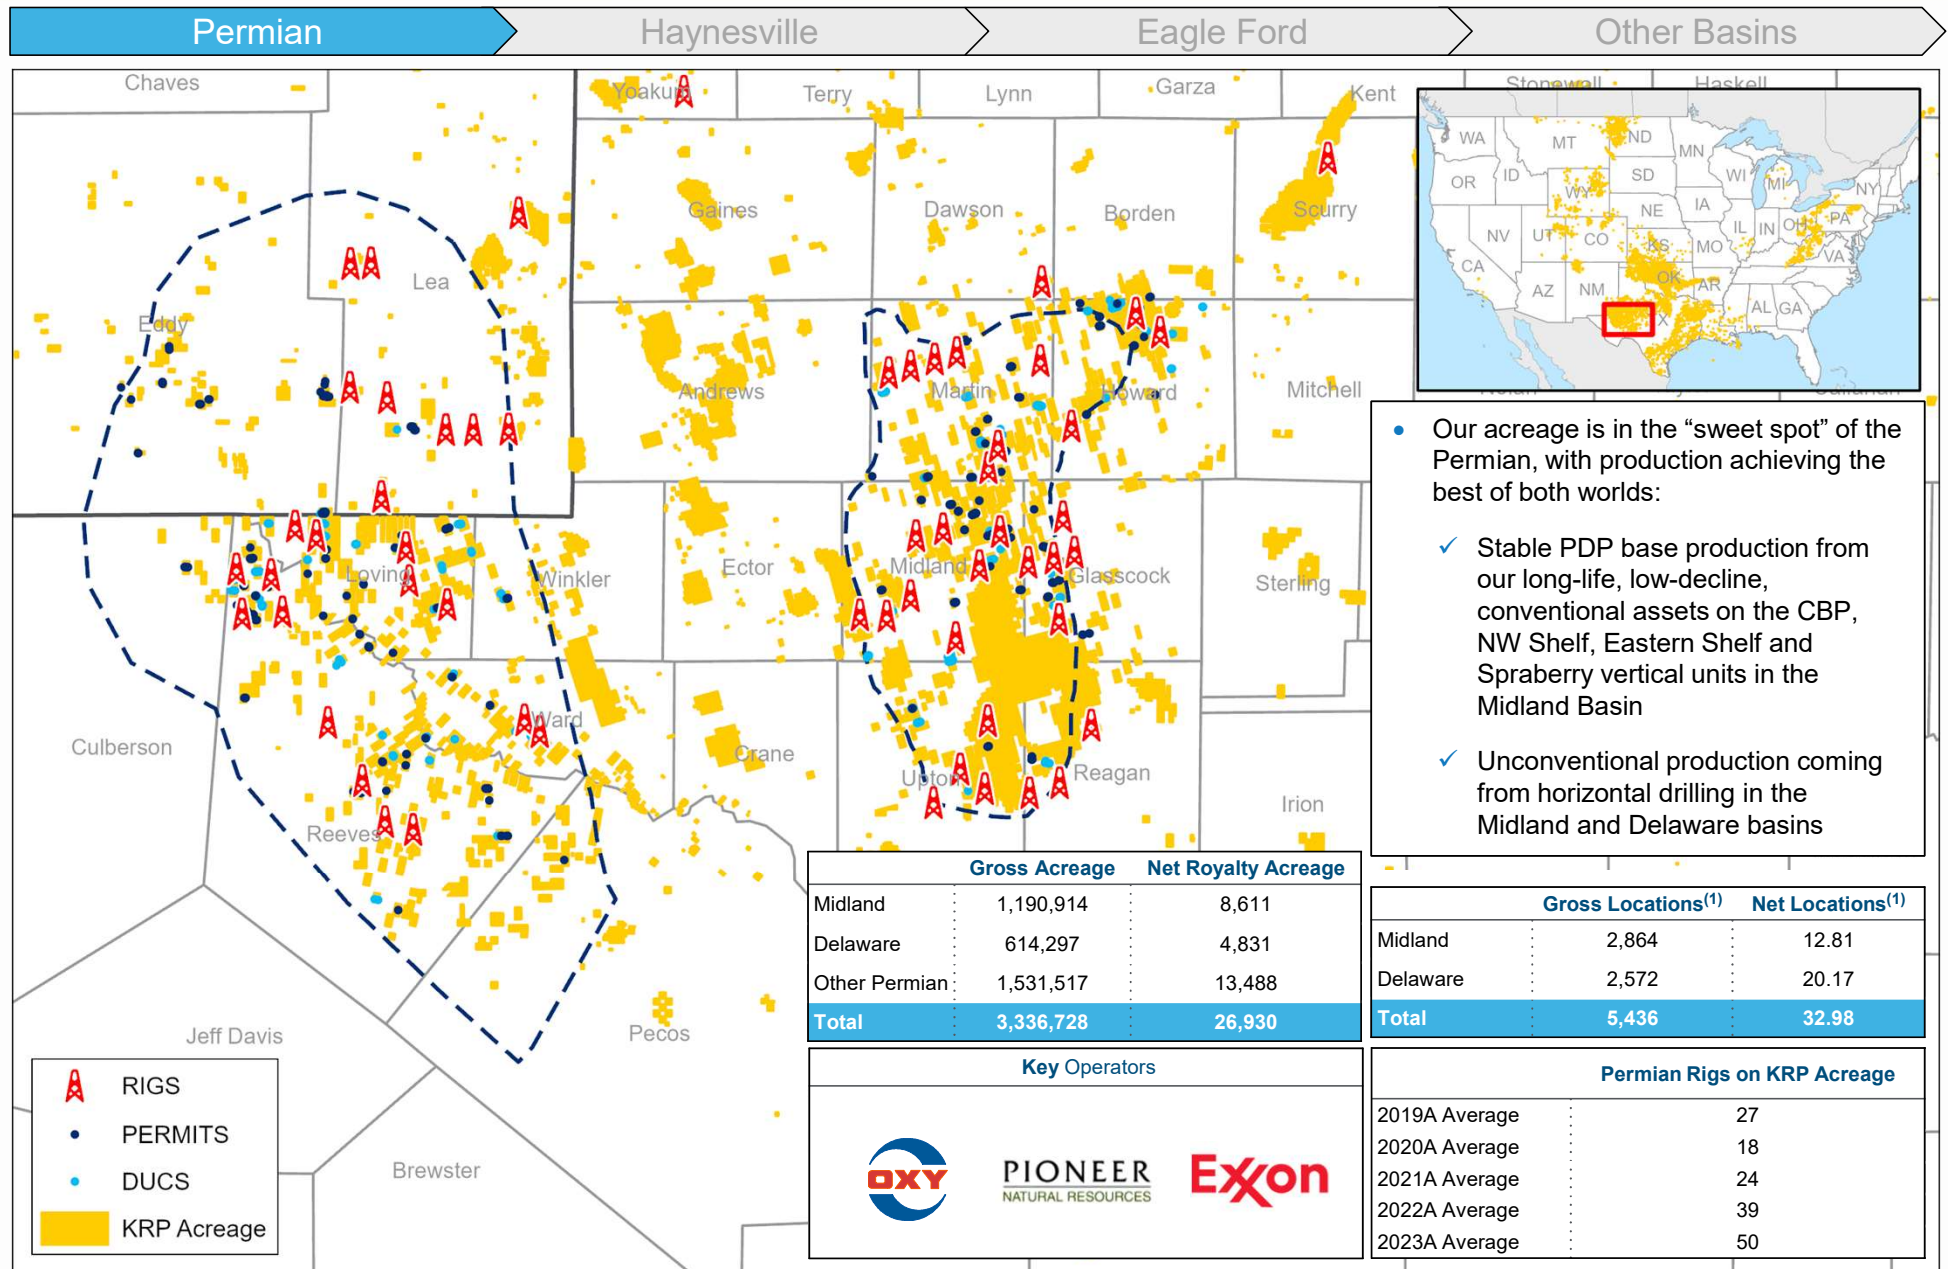 Permian
Haynesville
Eagle Ford
Other Basins
Chaves
Yoakum
Terry
Lynn
Garza
Kent
Stonewall
Haskell
Gaines
Dawson
Borden
Scurry
Lea
Eddy
Andrews
Martin
Howard
Mitchell
Loving
Winkler
Ector
Midland
Glasscock
Sterling
Culberson
Ward
Crane
Upton
Reagan
Irion
Reeves
Jeff Davis
Pecos
Brewster
WA
MT
ND
MN
OR
ID
SD
WI
MI
NY
WY
NE
IA
IL
IN
OH
PA
NV
UT
CO
KS
MO
VA
CA
AZ
NM
OK
AR
AL
GA
X
• Our acreage is in the “sweet spot” of the
Permian, with production achieving the
best of both worlds:
✓ Stable PDP base production from
our long-life, low-decline,
conventional assets on the CBP,
NW Shelf, Eastern Shelf and
Spraberry vertical units in the
Midland Basin
✓ Unconventional production coming
from horizontal drilling in the
Midland and Delaware basins
Gross Acreage Net Royalty Acreage
Midland 1,190,914 8,611
Delaware 614,297 4,831
Other Permian 1,531,517 13,488
Total 3,336,728 26,930
Gross Locations(1) Net Locations(1)
Midland 2,864 12.81
Delaware 2,572 20.17
Total 5,436 32.98
Key Operators
OXY
PIONEER
NATURAL RESOURCES
Exxon
Permian Rigs on KRP Acreage
2019A Average 27
2020A Average 18
2021A Average 24
2022A Average 39
2023A Average 50
RIGS
PERMITS
DUCS
KRP Acreage